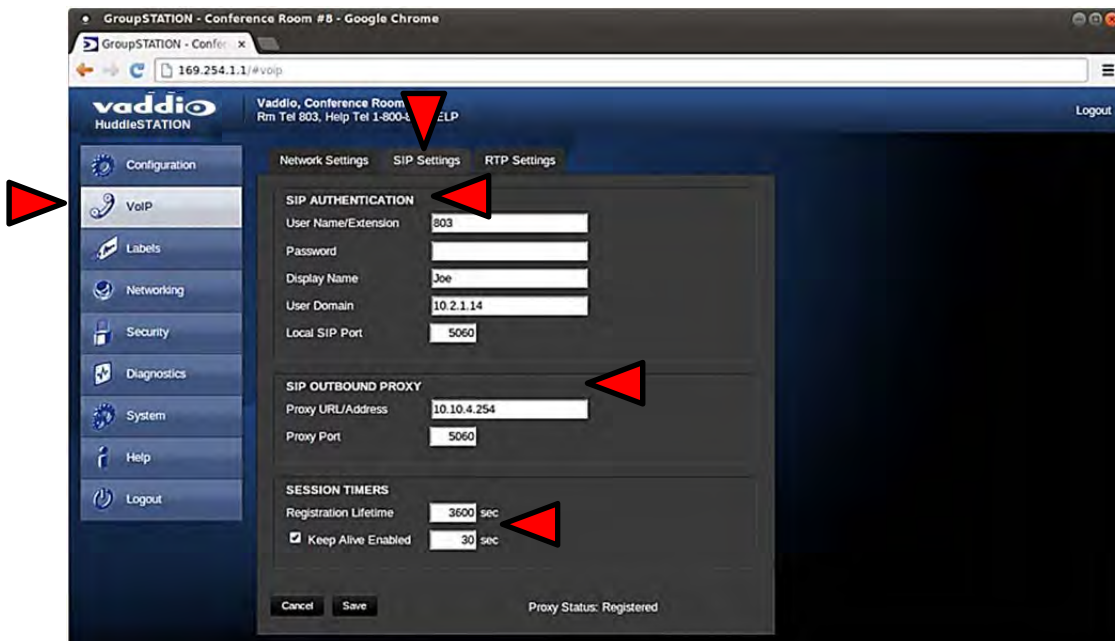 GroupSTATION - Conference Room #8 - Google Chrome
GroupSTATION - Confer
169.254.1.1/#voip
vaddio
HuddleSTATION
Vaddio, Conference Room
Rm Tel 803, Help Tel 1-800- ELP
Logout
Configuration
VoIP
Labels
Networking
Security
Diagnostics
System
Help
Logout
Network Settings SIP Settings RTP Settings
SIP AUTHENTICATION
User Name/Extension 803
Password
Display Name Joe
User Domain 10.2.1.14
Local SIP Port 5060
SIP OUTBOUND PROXY
Proxy URL/Address 10.10.4.254
Proxy Port 5060
SESSION TIMERS
Registration Lifetime 3600 sec
Keep Alive Enabled 30 sec
Cancel Save Proxy Status: Registered